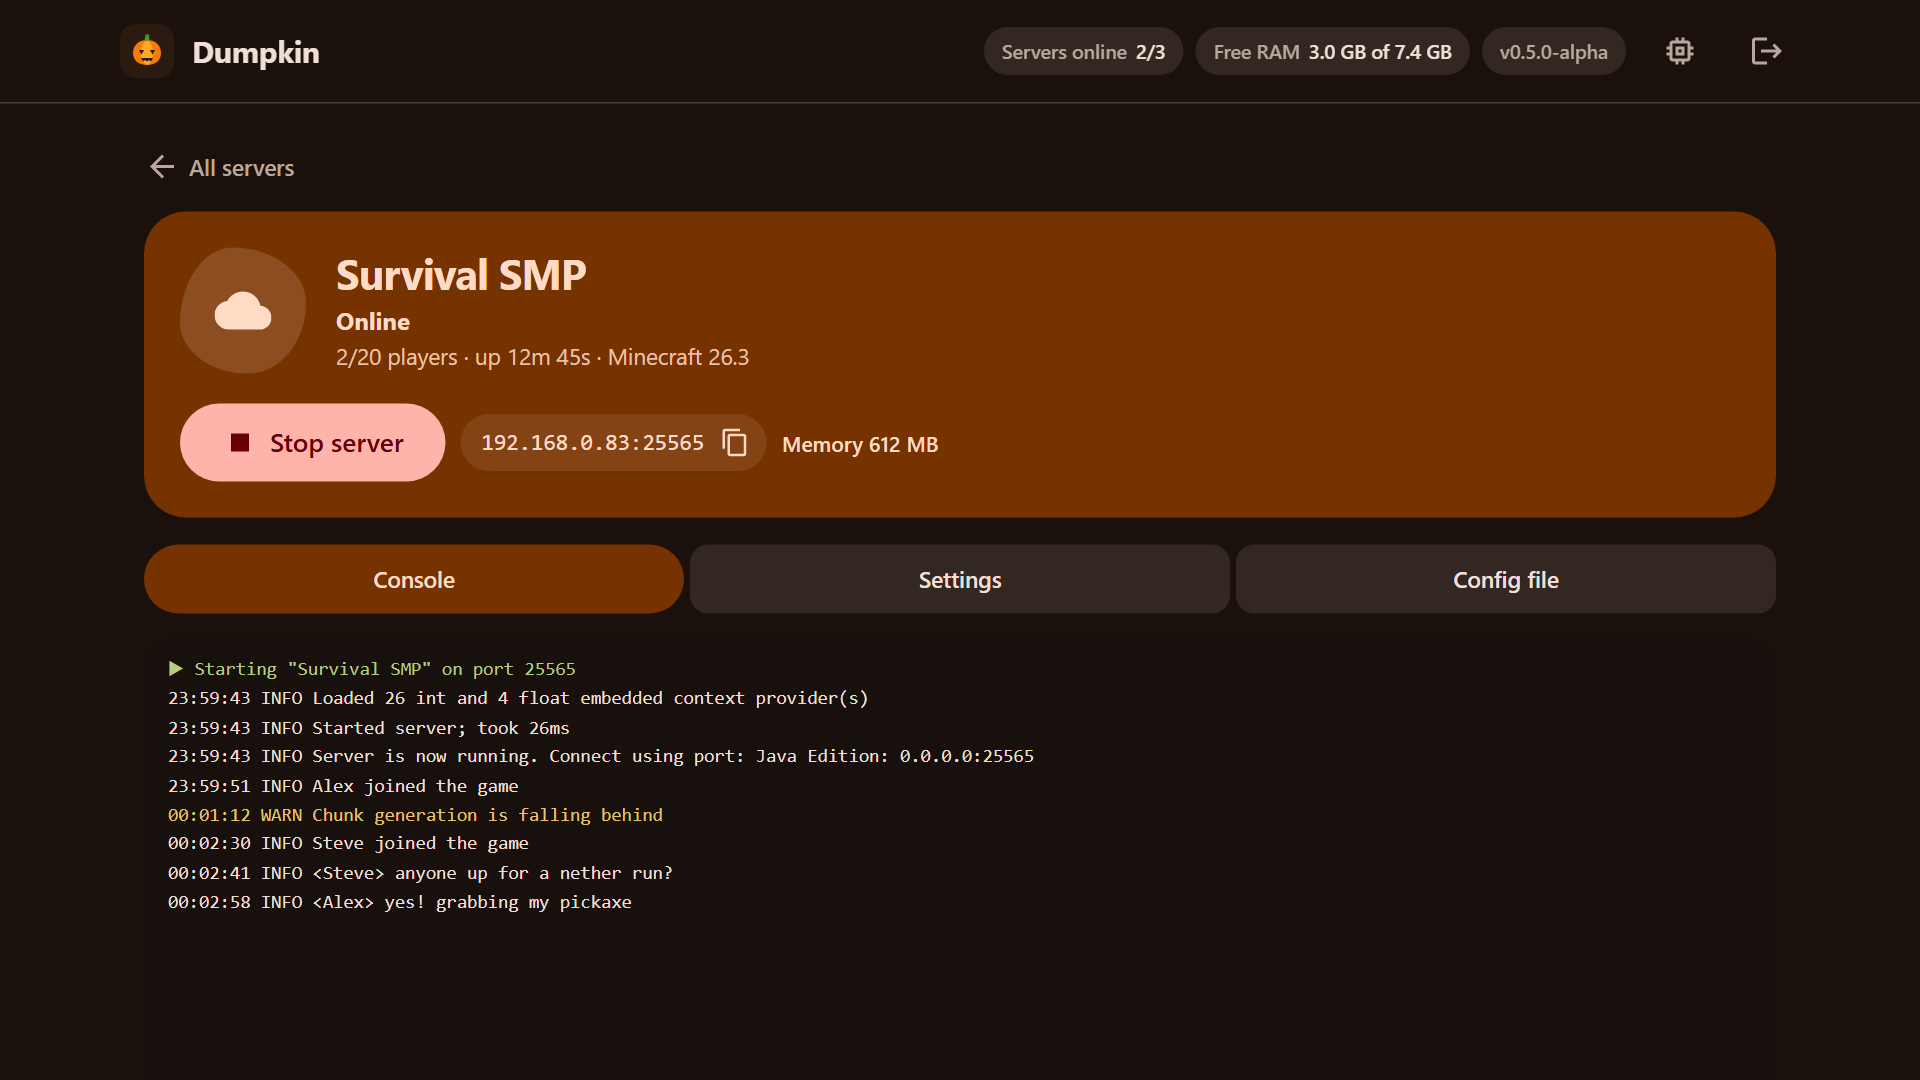 Dumpkin
Servers online 2/3
Free RAM 3.0 GB of 7.4 GB
v0.5.0-alpha
All servers
Survival SMP
Online
2/20 players · up 12m 45s · Minecraft 26.3
Stop server
192.168.0.83:25565
Memory 612 MB
Console
Settings
Config file
▶ Starting "Survival SMP" on port 25565
23:59:43 INFO Loaded 26 int and 4 float embedded context provider(s)
23:59:43 INFO Started server; took 26ms
23:59:43 INFO Server is now running. Connect using port: Java Edition: 0.0.0.0:25565
23:59:51 INFO Alex joined the game
00:01:12 WARN Chunk generation is falling behind
00:02:30 INFO Steve joined the game
00:02:41 INFO <Steve> anyone up for a nether run?
00:02:58 INFO <Alex> yes! grabbing my pickaxe